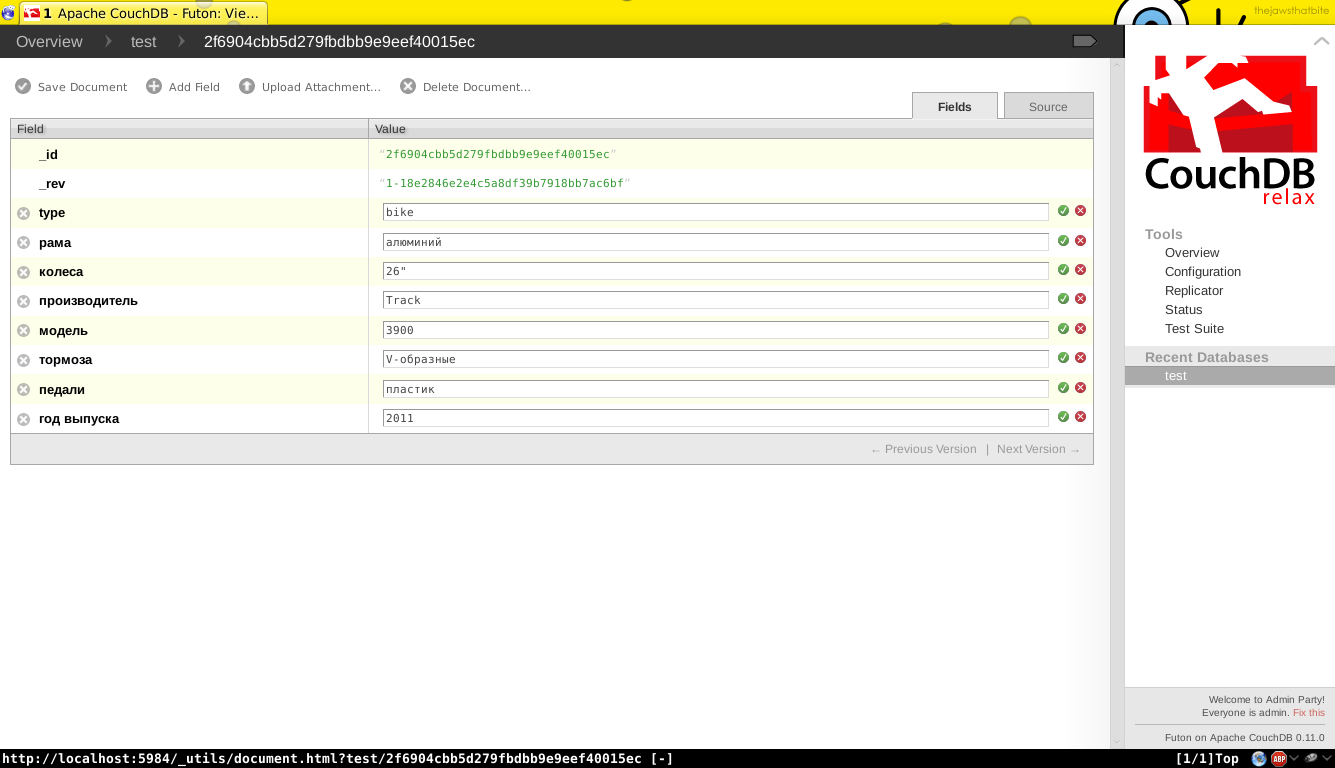 1 Apache CouchDB - Futon: Vie...
thejawsthatbite
Overview test 2f6904cbb5d279fbdbb9e9eef40015ec
Save Document Add Field Upload Attachment... Delete Document...
Fields Source
Field Value
_id "2f6904cbb5d279fbdbb9e9eef40015ec"
_rev "1-18e2846e2e4c5a8df39b7918bb7ac6bf"
type bike
рама алюминий
колеса 26"
производитель Track
модель 3900
тормоза V-образные
педали пластик
год выпуска 2011
← Previous Version | Next Version →
CouchDB
relax
Tools
Overview
Configuration
Replicator
Status
Test Suite
Recent Databases
test
Welcome to Admin Party!
Everyone is admin. Fix this
Futon on Apache CouchDB 0.11.0
http://localhost:5984/_utils/document.html?test/2f6904cbb5d279fbdbb9e9eef40015ec [-] [1/1]Top ABP